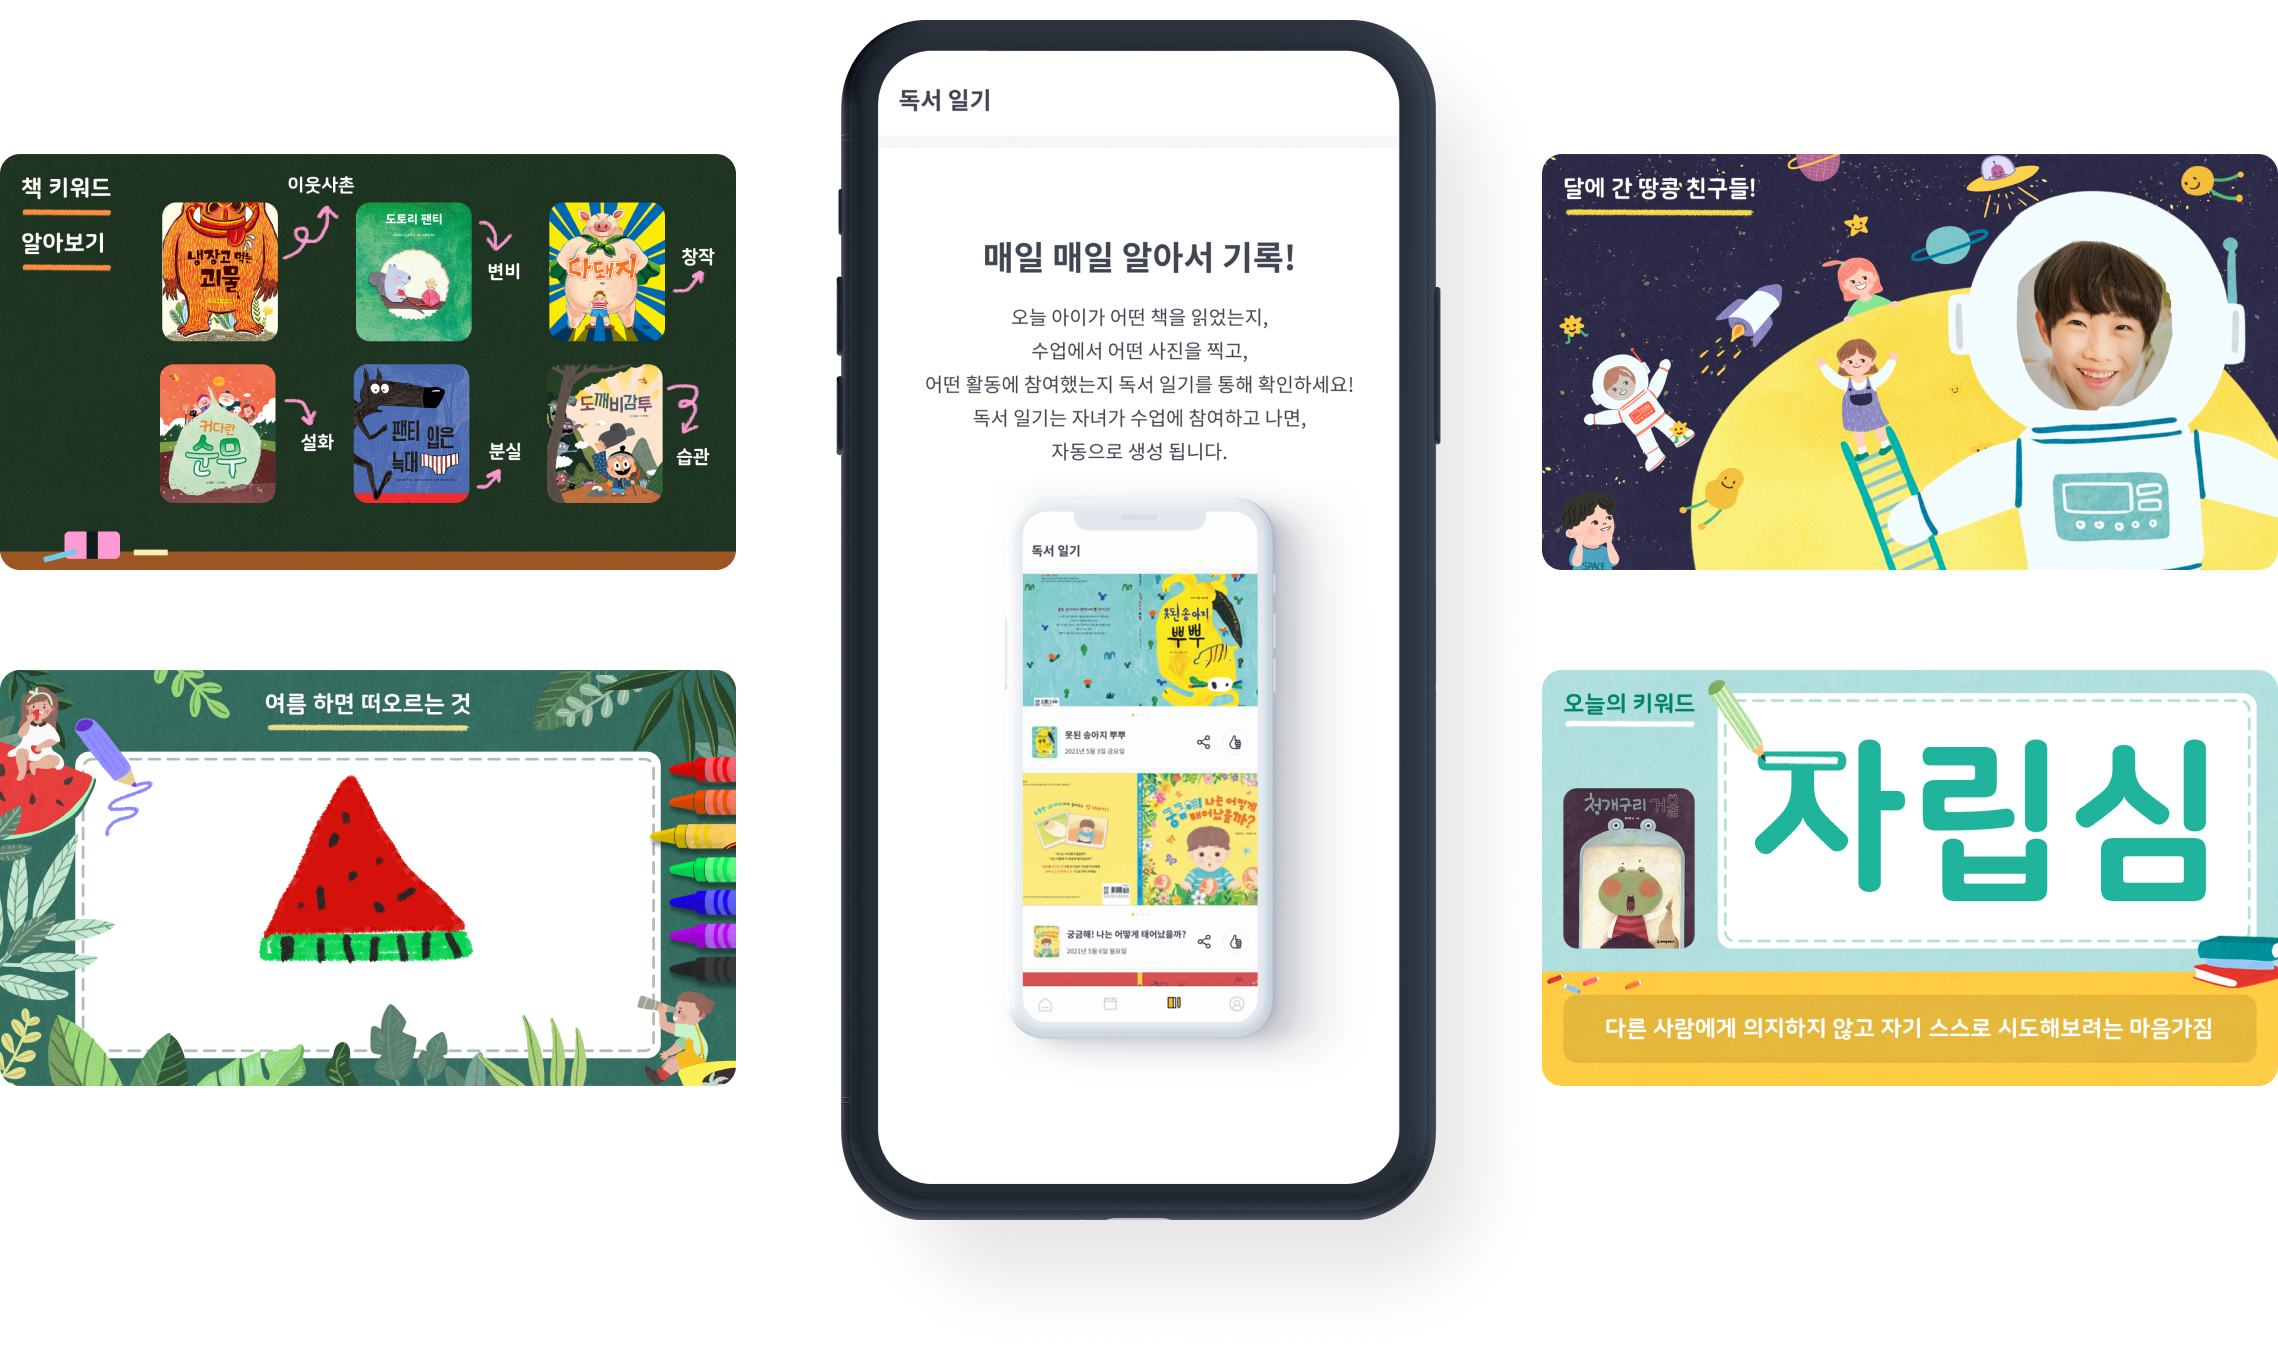 책 키워드
알아보기
이웃사촌
냉장고 먹는
괴물
도토리 팬티
변비
다돼지
창작
커다란
순무
설화
팬티 입은
늑대
분실
도깨비감투
습관
여름 하면 떠오르는 것
독서 일기
매일 매일 알아서 기록!
오늘 아이가 어떤 책을 읽었는지,
수업에서 어떤 사진을 찍고,
어떤 활동에 참여했는지 독서 일기를 통해 확인하세요!
독서 일기는 자녀가 수업에 참여하고 나면,
자동으로 생성 됩니다.
독서 일기
못된 송아지
뿌뿌
못된 송아지 뿌뿌
2021년 5월 3일 금요일
궁금해! 나는 어떻게
태어났을까?
궁금해! 나는 어떻게 태어났을까?
2021년 5월 6일 월요일
달에 간 땅콩 친구들!
SPACE
오늘의 키워드
청개구리 거울
자립심
다른 사람에게 의지하지 않고 자기 스스로 시도해보려는 마음가짐